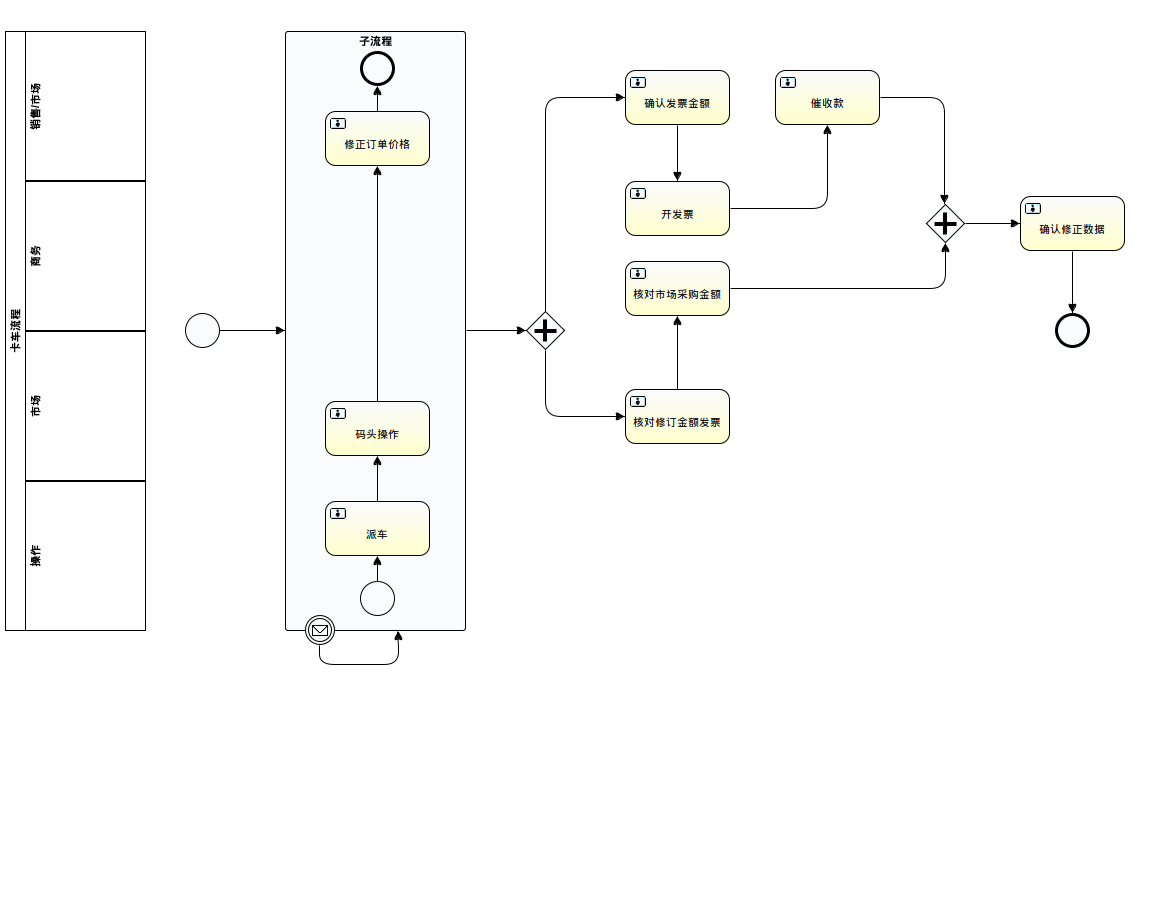 卡车流程
销售/市场
商务
市场
操作
子流程
修正订单价格
码头操作
派车
确认发票金额
催收款
开发票
核对市场采购金额
核对修订金额发票
确认修正数据